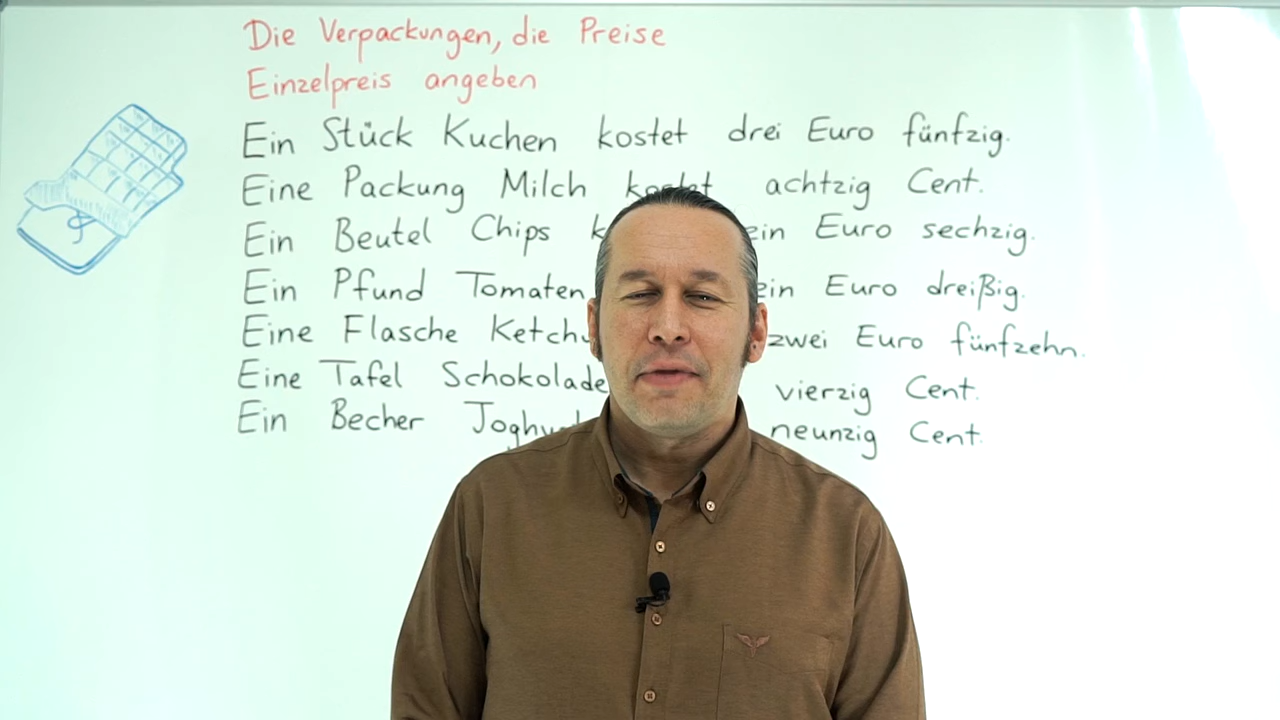 Die Verpackungen, die Preise
Einzelpreis angeben
Ein Stück Kuchen kostet drei Euro fünfzig.
Eine Packung Milch kostet achtzig Cent.
Ein Beutel Chips ein Euro sechzig.
Ein Pfund Tomaten ein Euro dreißig.
Eine Flasche zwei Euro fünfzehn.
Eine Tafel Schokolade vierzig Cent.
Ein Becher neunzig Cent.